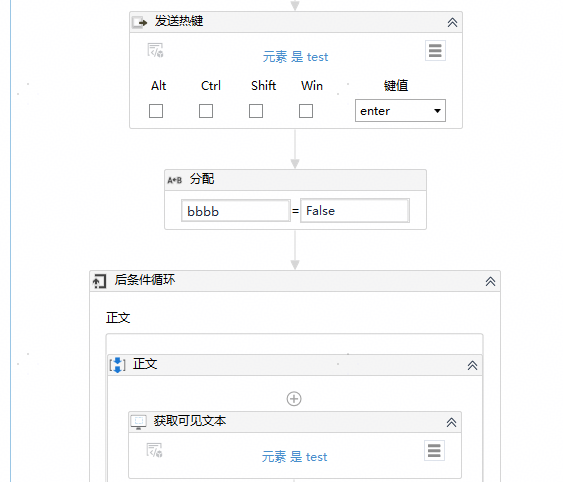 发送热键
元素 是 test
Alt Ctrl Shift Win 键值
enter
A+B 分配
bbbb = False
后条件循环
正文
正文
获取可见文本
元素 是 test